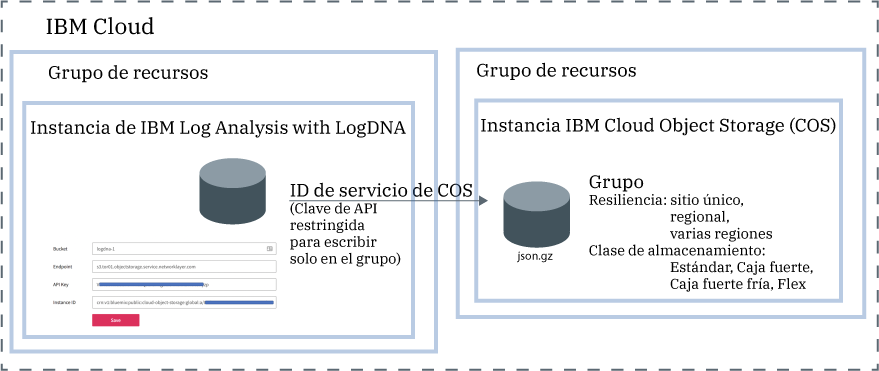 IBM Cloud
Grupo de recursos
Instancia de IBM Log Analysis with LogDNA
ID de servicio de COS
(Clave de API
restringida
para escribir
solo en el grupo)
Bucket
logdna-1
Endpoint
s3.tor01.objectstorage.service.networklayer.com
API Key
Instance ID
crn:v1:bluemix:public:cloud-object-storage:global:a/
Save
Grupo de recursos
Instancia IBM Cloud Object Storage (COS)
json.gz
Grupo
Resiliencia: sitio único,
regional,
varias regiones
Clase de almacenamiento:
Estándar, Caja fuerte,
Caja fuerte fría, Flex